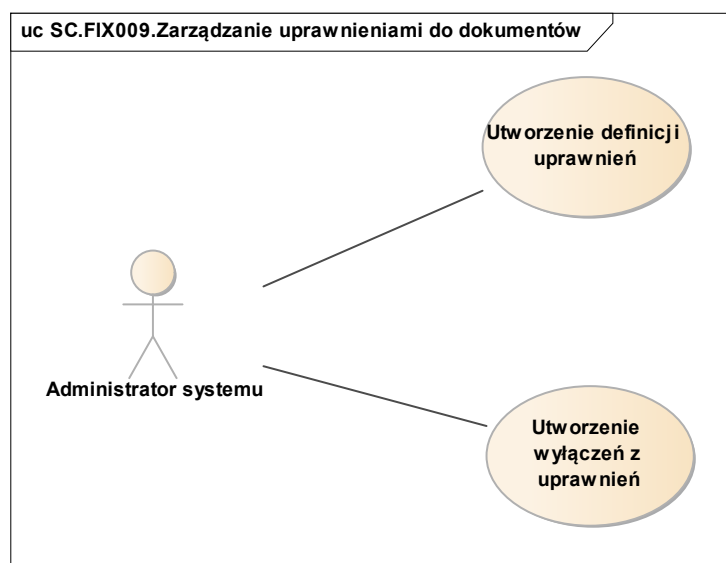 uc SC.FIX009.Zarządzanie uprawnieniami do dokumentów
Utworzenie definicji
uprawnień
Administrator systemu
Utworzenie
wyłączeń z
uprawnień